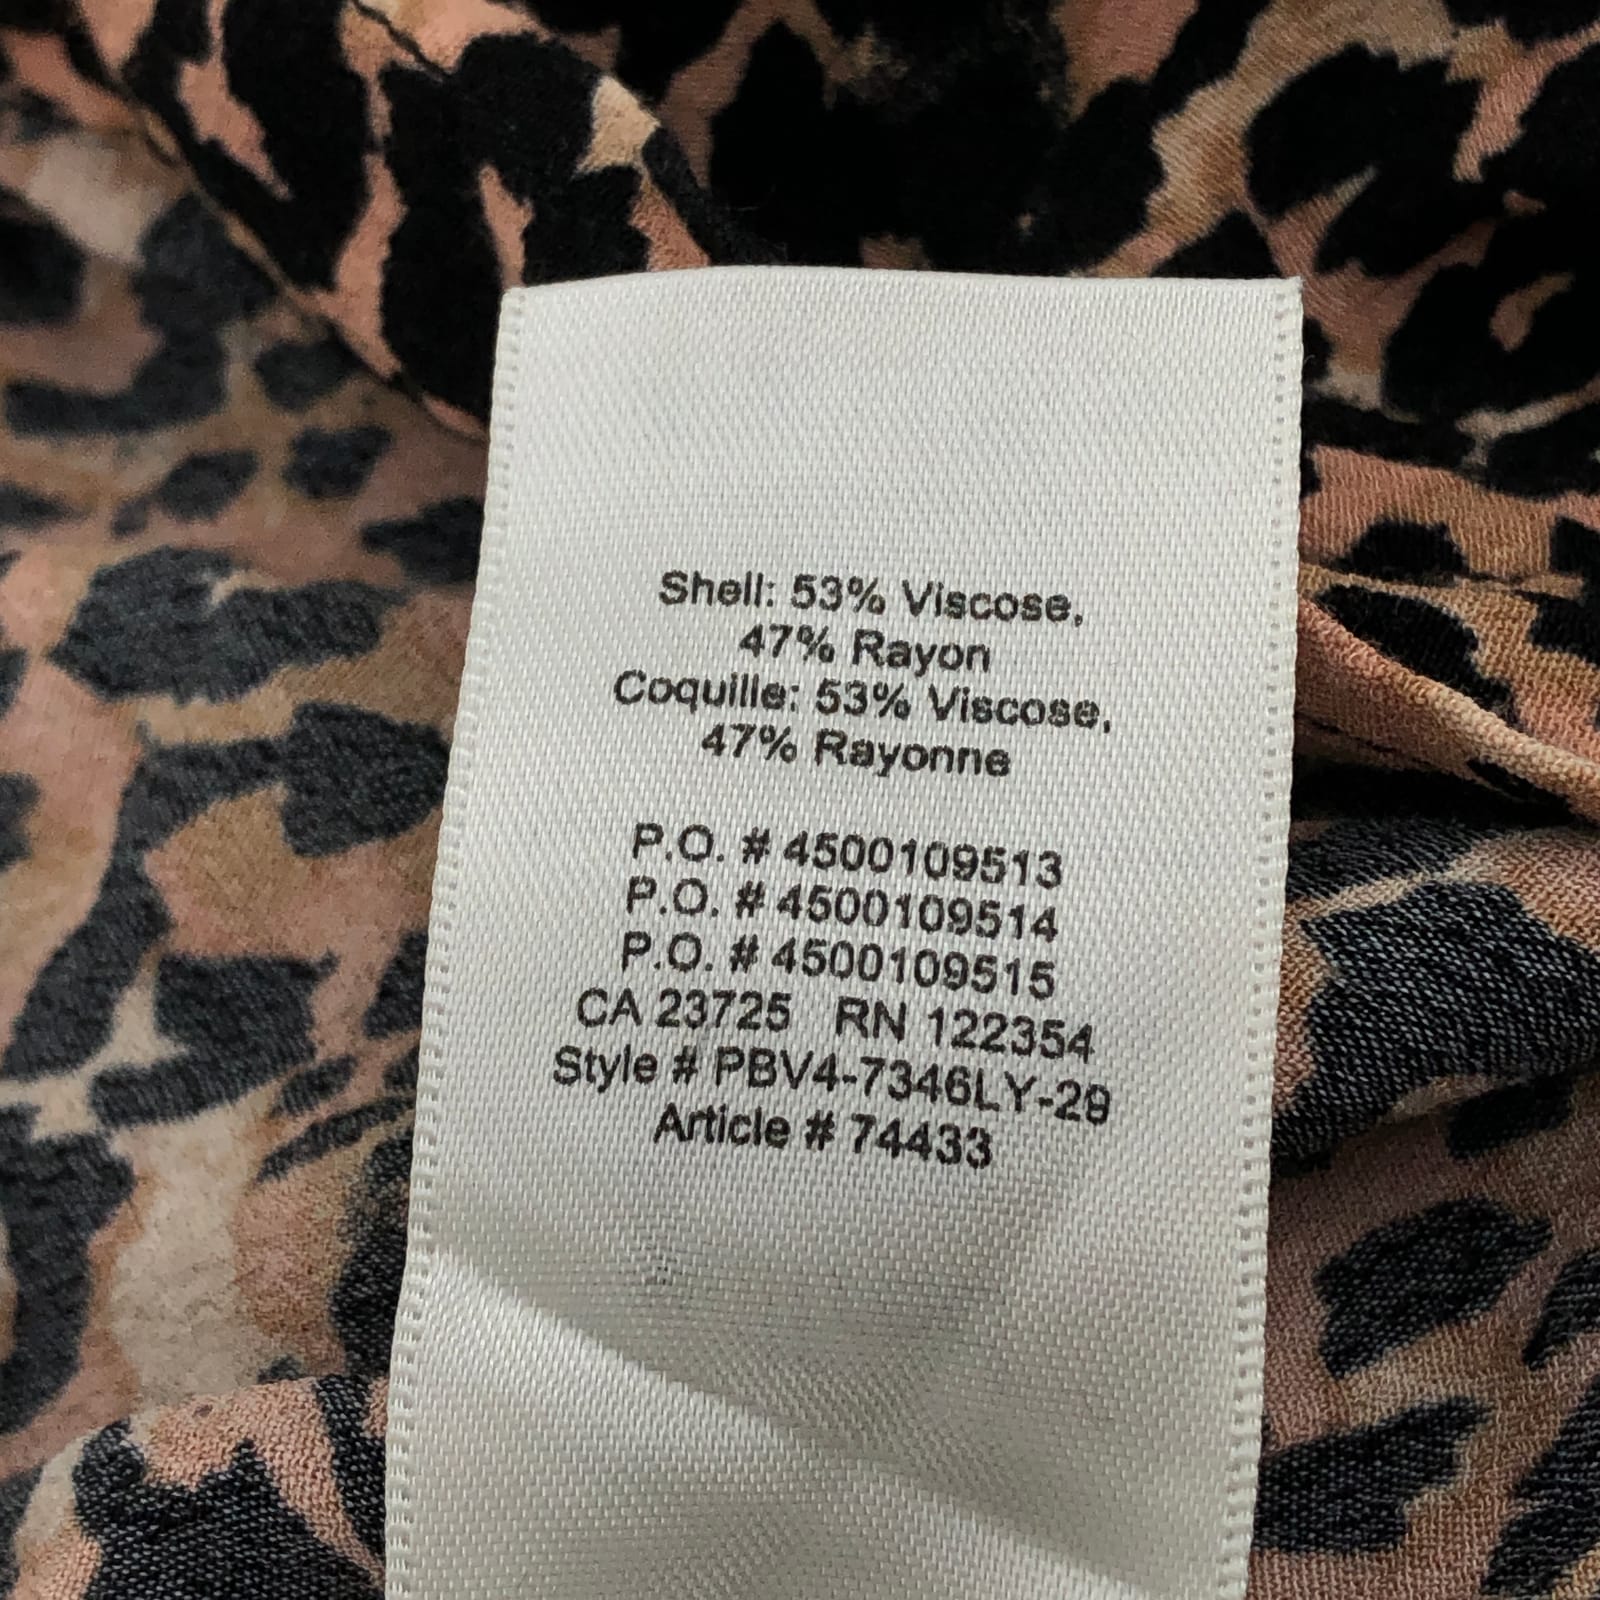 Shell: 53% Viscose,
47% Rayon
Coquille: 53% Viscose,
47% Rayonne
P.O. # 4500109513
P.O. # 4500109514
P.O. # 4500109515
CA 23725 RN 122354
Style # PBV4-7346LY-29
Article # 74433